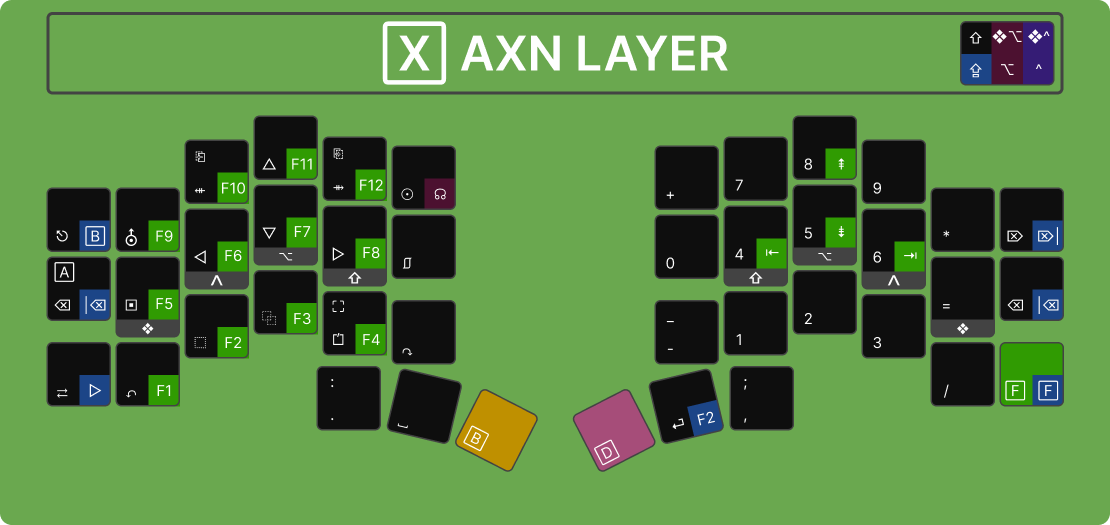 X AXN LAYER
F11
8
F10
F12
7
9
+
B
F9
F7
5
*
F6
F8
4
6
0
A
F5
=
F3
2
F2
F4
–
1
3
-
F1
/
F F
:
.
;
,
F2
B
D